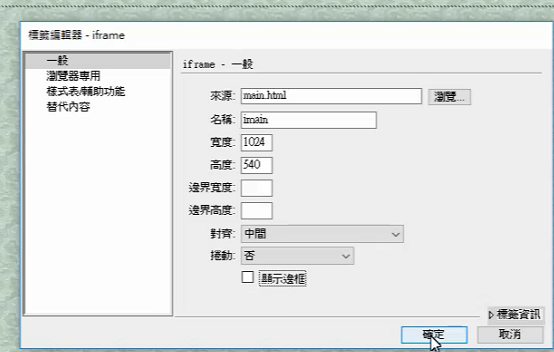 標籤編輯器 - iframe
一般
瀏覽器專用
樣式表/輔助功能
替代內容
iframe - 一般
來源: main.html 瀏覽...
名稱: imain
寬度: 1024
高度: 540
邊界寬度:
邊界高度:
對齊: 中間
捲動: 否
顯示邊框
標籤資訊
確定 取消